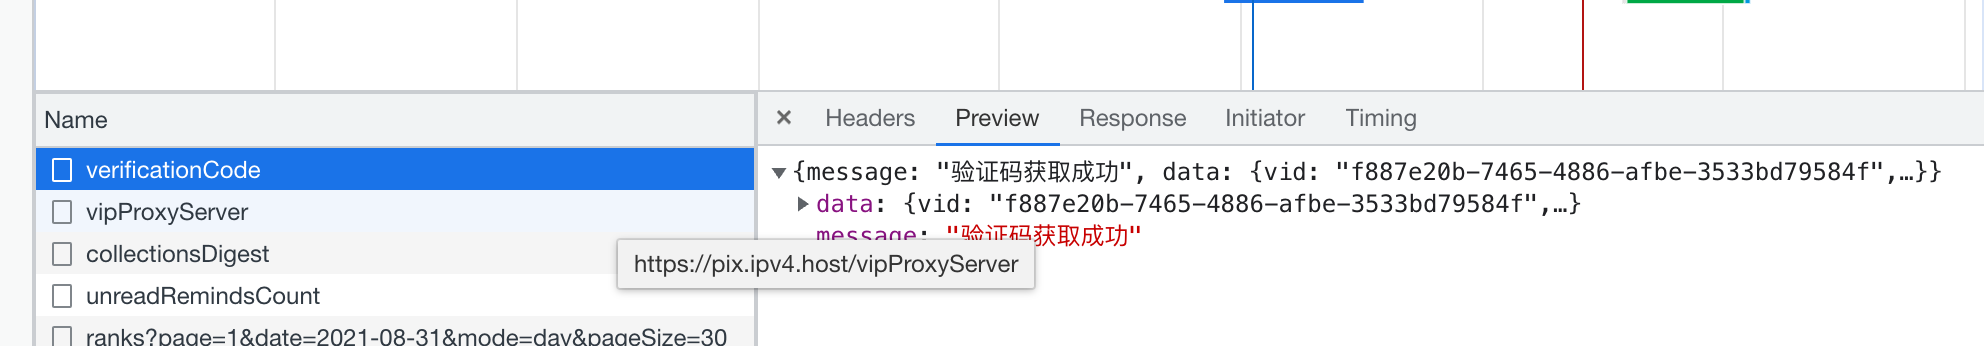 Name
verificationCode
vipProxyServer
collectionsDigest
unreadRemindsCount
ranks?page=1&date=2021-08-31&mode=day&pageSize=30
× Headers Preview Response Initiator Timing
▼{message: "验证码获取成功", data: {vid: "f887e20b-7465-4886-afbe-3533bd79584f",…}}
▶data: {vid: "f887e20b-7465-4886-afbe-3533bd79584f",…}
message: "验证码获取成功"
https://pix.ipv4.host/vipProxyServer